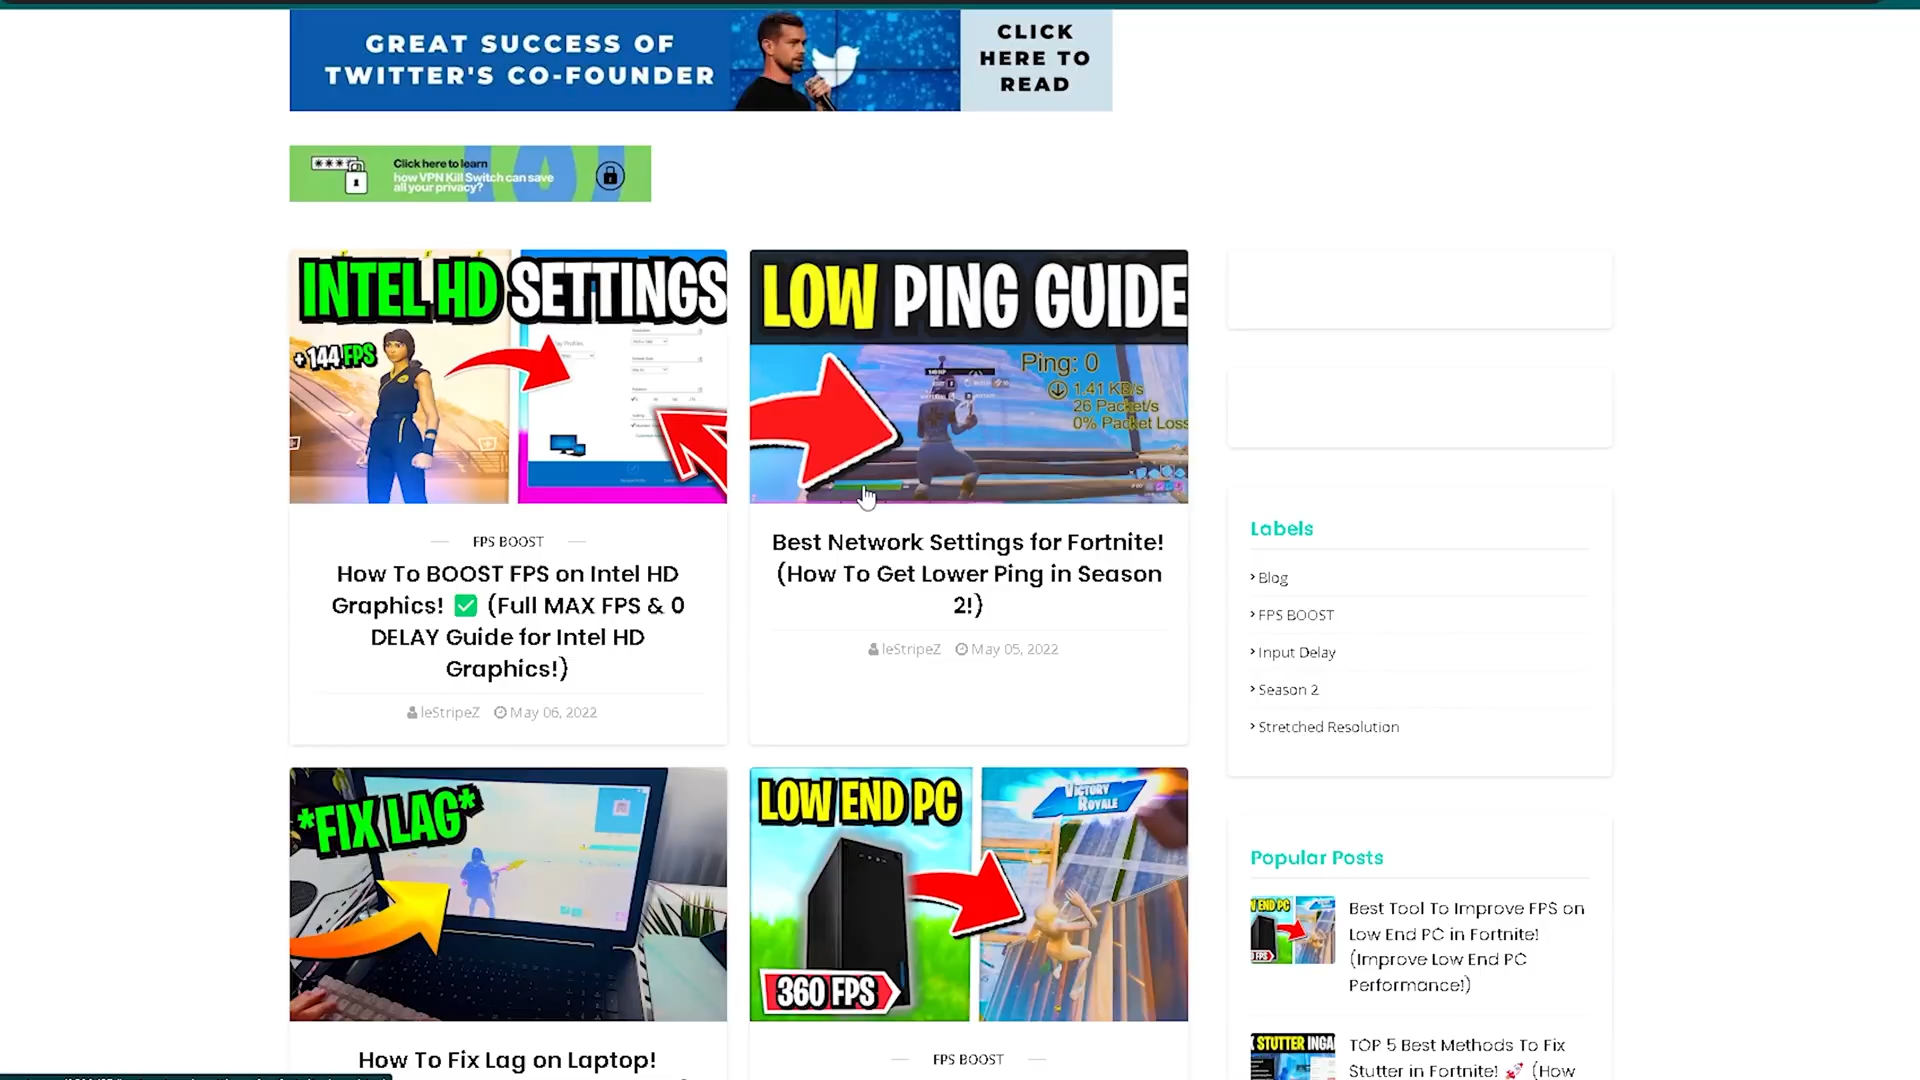 GREAT SUCCESS OF
TWITTER'S CO-FOUNDER
CLICK
HERE TO
READ
Click here to learn
how VPN Kill Switch can save
all your privacy?
INTEL HD SETTINGS
+144 FPS
LOW PING GUIDE
Ping: 0
1.41 KB/s
26 Packet/s
0% Packet Loss
FPS BOOST
How To BOOST FPS on Intel HD
Graphics! ✅ (Full MAX FPS & 0
DELAY Guide for Intel HD
Graphics!)
leStripeZ May 06, 2022
Best Network Settings for Fortnite!
(How To Get Lower Ping in Season
2!)
leStripeZ May 05, 2022
*FIX LAG*
How To Fix Lag on Laptop!
LOW END PC
VICTORY
ROYALE
360 FPS
FPS BOOST
Labels
Blog
FPS BOOST
Input Delay
Season 2
Stretched Resolution
Popular Posts
Best Tool To Improve FPS on
Low End PC in Fortnite!
(Improve Low End PC
Performance!)
TOP 5 Best Methods To Fix
Stutter in Fortnite! 🚀 (How